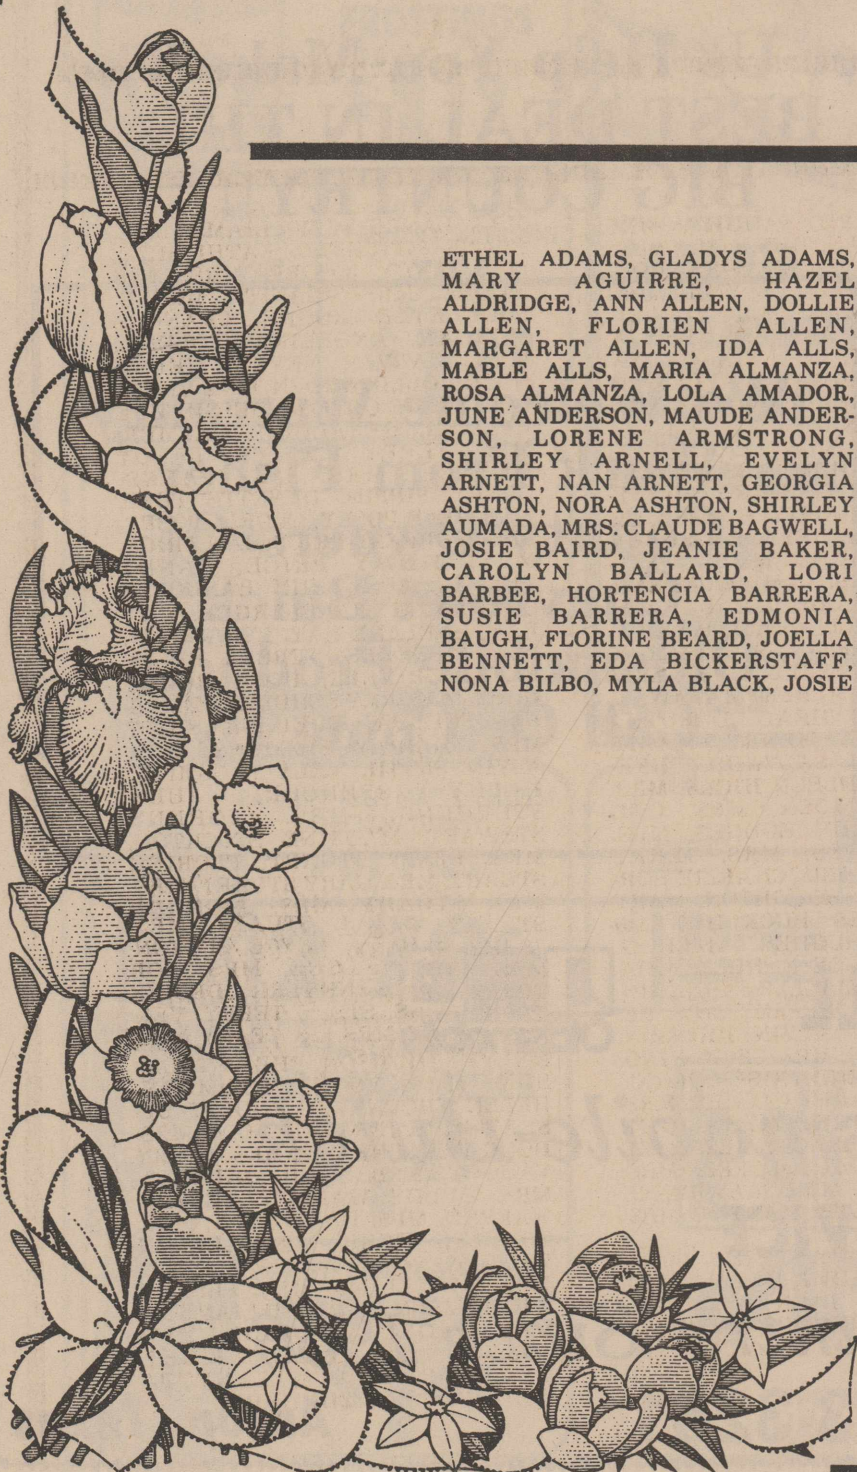 ETHEL ADAMS, GLADYS ADAMS,
MARY AGUIRRE, HAZEL
ALDRIDGE, ANN ALLEN, DOLLIE
ALLEN, FLORIEN ALLEN,
MARGARET ALLEN, IDA ALLS,
MABLE ALLS, MARIA ALMANZA,
ROSA ALMANZA, LOLA AMADOR,
JUNE ANDERSON, MAUDE ANDER-
SON, LORENE ARMSTRONG,
SHIRLEY ARNELL, EVELYN
ARNETT, NAN ARNETT, GEORGIA
ASHTON, NORA ASHTON, SHIRLEY
AUMADA, MRS. CLAUDE BAGWELL,
JOSIE BAIRD, JEANIE BAKER,
CAROLYN BALLARD, LORI
BARBEE, HORTENCIA BARRERA,
SUSIE BARRERA, EDMONIA
BAUGH, FLORINE BEARD, JOELLA
BENNETT, EDA BICKERSTAFF,
NONA BILBO, MYLA BLACK, JOSIE